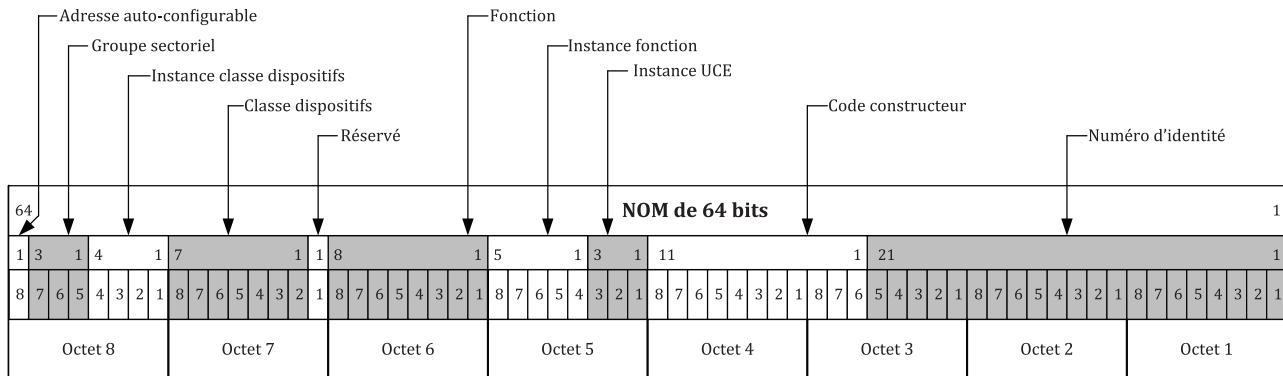 Adresse auto-configurable Fonction
Groupe sectoriel Instance fonction
Instance classe dispositifs Instance UCE
Classe dispositifs Code constructeur
Réservé Numéro d'identité
64 NOM de 64 bits 1
1 3 1 4 1 7 1 1 8 1 5 1 3 1 11 1 21 1
8 7 6 5 4 3 2 1 8 7 6 5 4 3 2 1 8 7 6 5 4 3 2 1 8 7 6 5 4 3 2 1 8 7 6 5 4 3 2 1 8 7 6 5 4 3 2 1 8 7 6 5 4 3 2 1 8 7 6 5 4 3 2 1
Octet 8 Octet 7 Octet 6 Octet 5 Octet 4 Octet 3 Octet 2 Octet 1